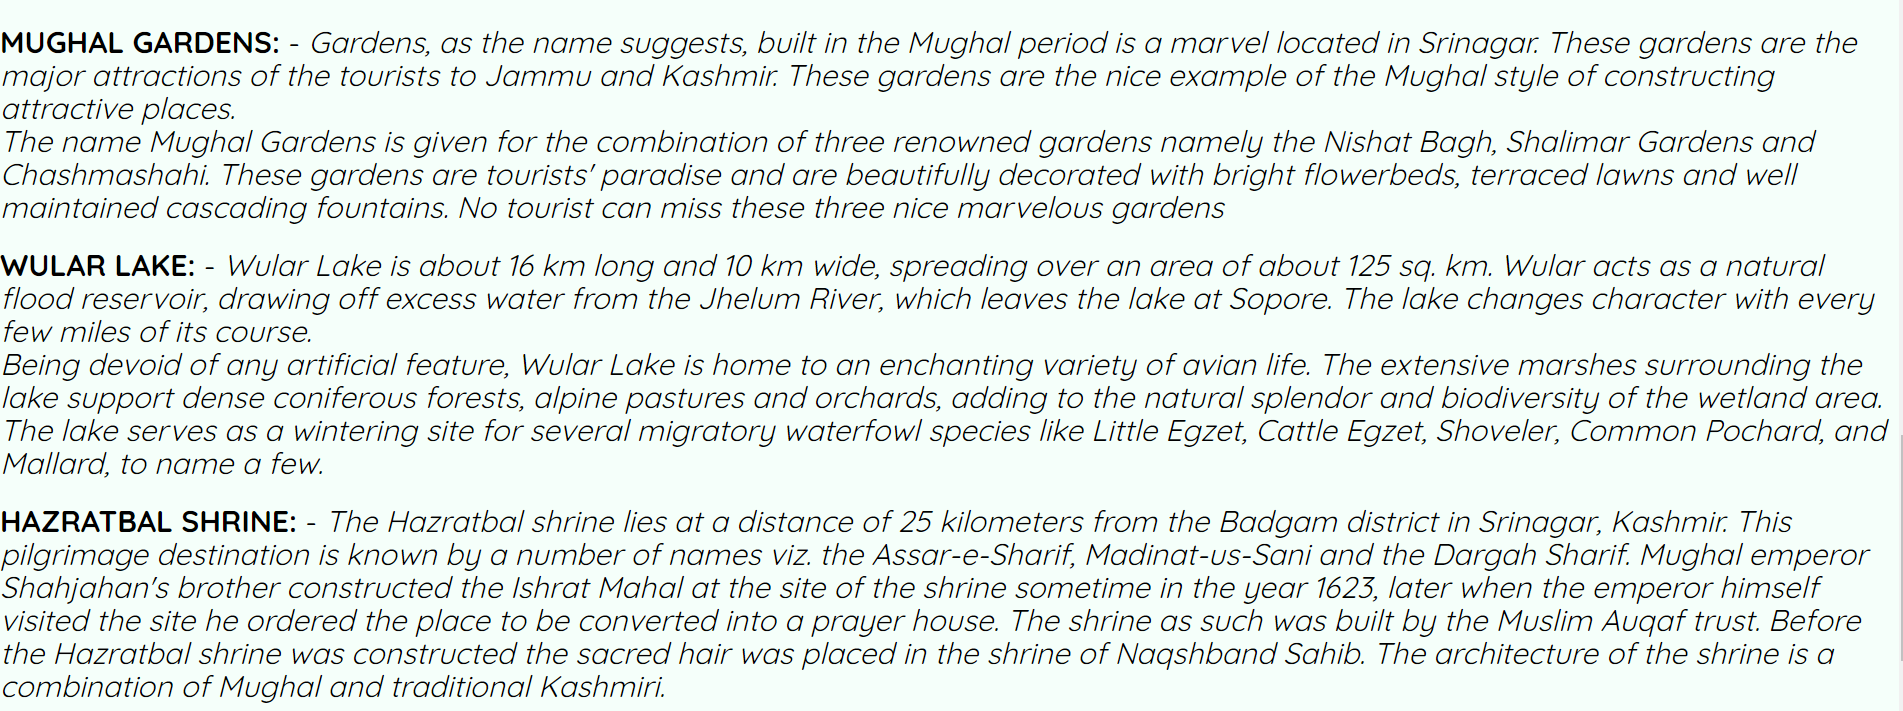 MUGHAL GARDENS: - Gardens, as the name suggests, built in the Mughal period is a marvel located in Srinagar. These gardens are the
major attractions of the tourists to Jammu and Kashmir. These gardens are the nice example of the Mughal style of constructing
attractive places.
The name Mughal Gardens is given for the combination of three renowned gardens namely the Nishat Bagh, Shalimar Gardens and
Chashmashahi. These gardens are tourists' paradise and are beautifully decorated with bright flowerbeds, terraced lawns and well
maintained cascading fountains. No tourist can miss these three nice marvelous gardens
WULAR LAKE: - Wular Lake is about 16 km long and 10 km wide, spreading over an area of about 125 sq. km. Wular acts as a natural
flood reservoir, drawing off excess water from the Jhelum River, which leaves the lake at Sopore. The lake changes character with every
few miles of its course.
Being devoid of any artificial feature, Wular Lake is home to an enchanting variety of avian life. The extensive marshes surrounding the
lake support dense coniferous forests, alpine pastures and orchards, adding to the natural splendor and biodiversity of the wetland area.
The lake serves as a wintering site for several migratory waterfowl species like Little Egzet, Cattle Egzet, Shoveler, Common Pochard, and
Mallard, to name a few.
HAZRATBAL SHRINE: - The Hazratbal shrine lies at a distance of 25 kilometers from the Badgam district in Srinagar, Kashmir. This
pilgrimage destination is known by a number of names viz. the Assar-e-Sharif, Madinat-us-Sani and the Dargah Sharif. Mughal emperor
Shahjahan's brother constructed the Ishrat Mahal at the site of the shrine sometime in the year 1623, later when the emperor himself
visited the site he ordered the place to be converted into a prayer house. The shrine as such was built by the Muslim Auqaf trust. Before
the Hazratbal shrine was constructed the sacred hair was placed in the shrine of Naqshband Sahib. The architecture of the shrine is a
combination of Mughal and traditional Kashmiri.